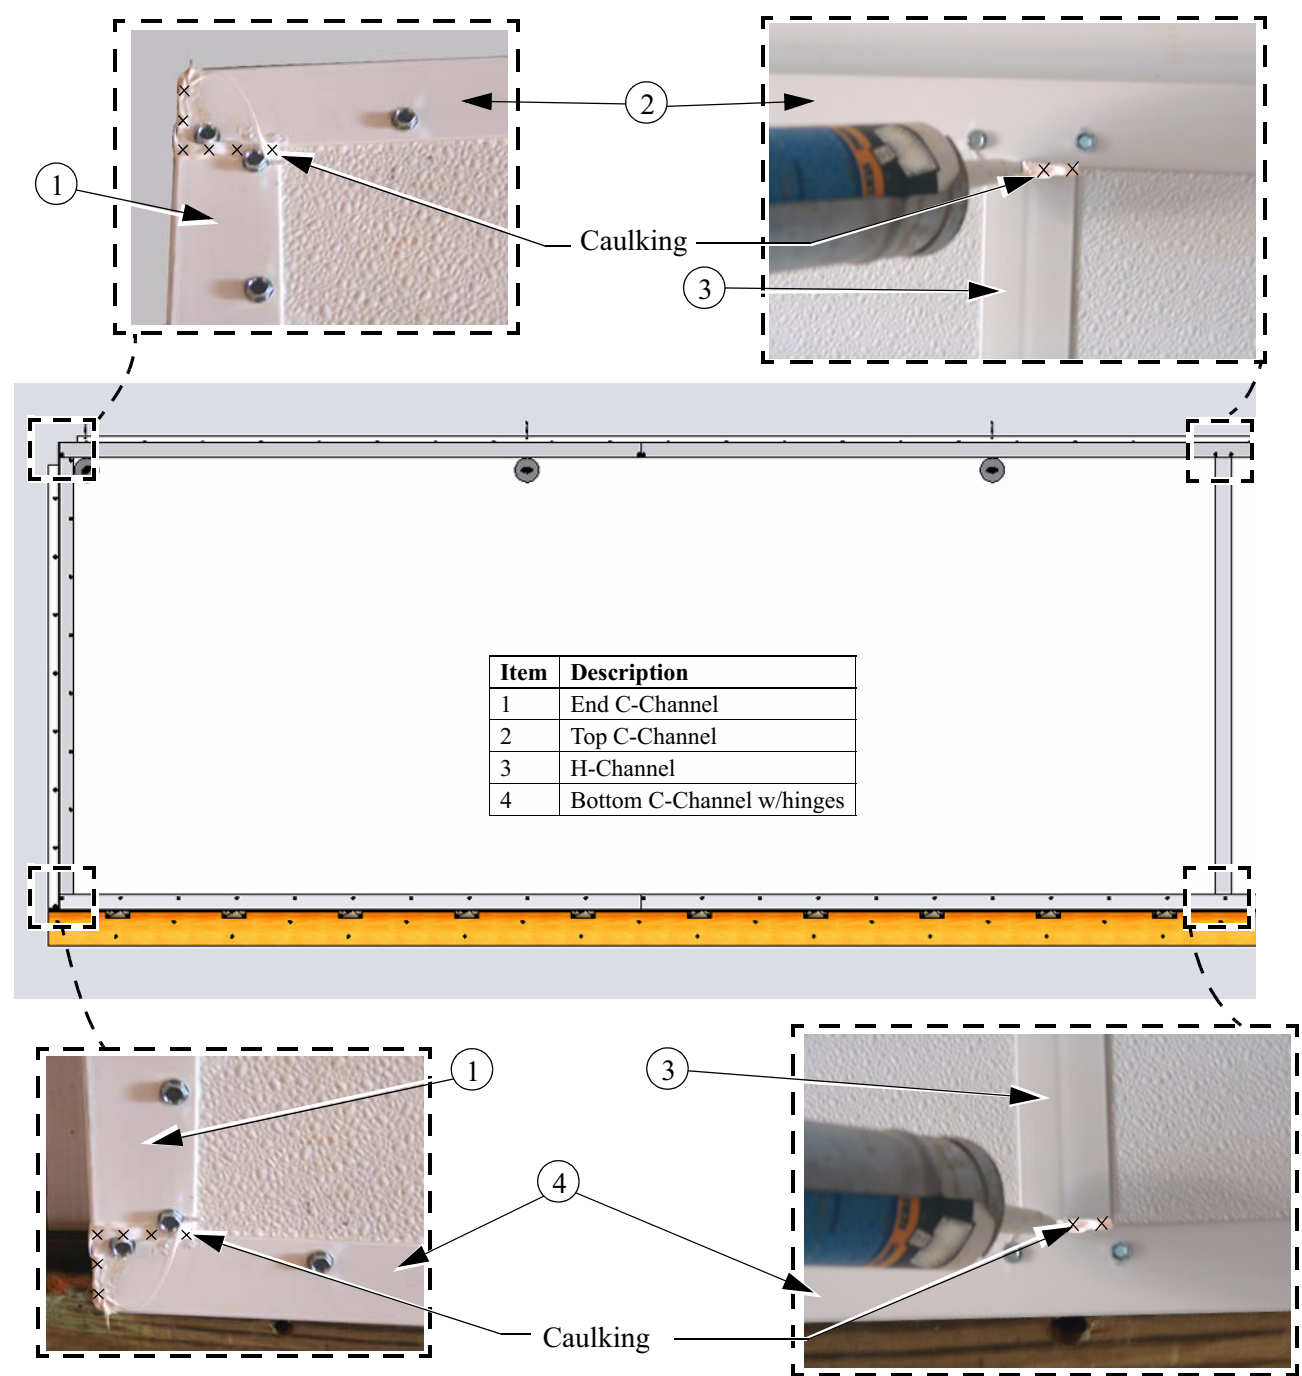 2
1
Caulking
3
Item Description
1 End C-Channel
2 Top C-Channel
3 H-Channel
4 Bottom C-Channel w/hinges
1
3
4
Caulking